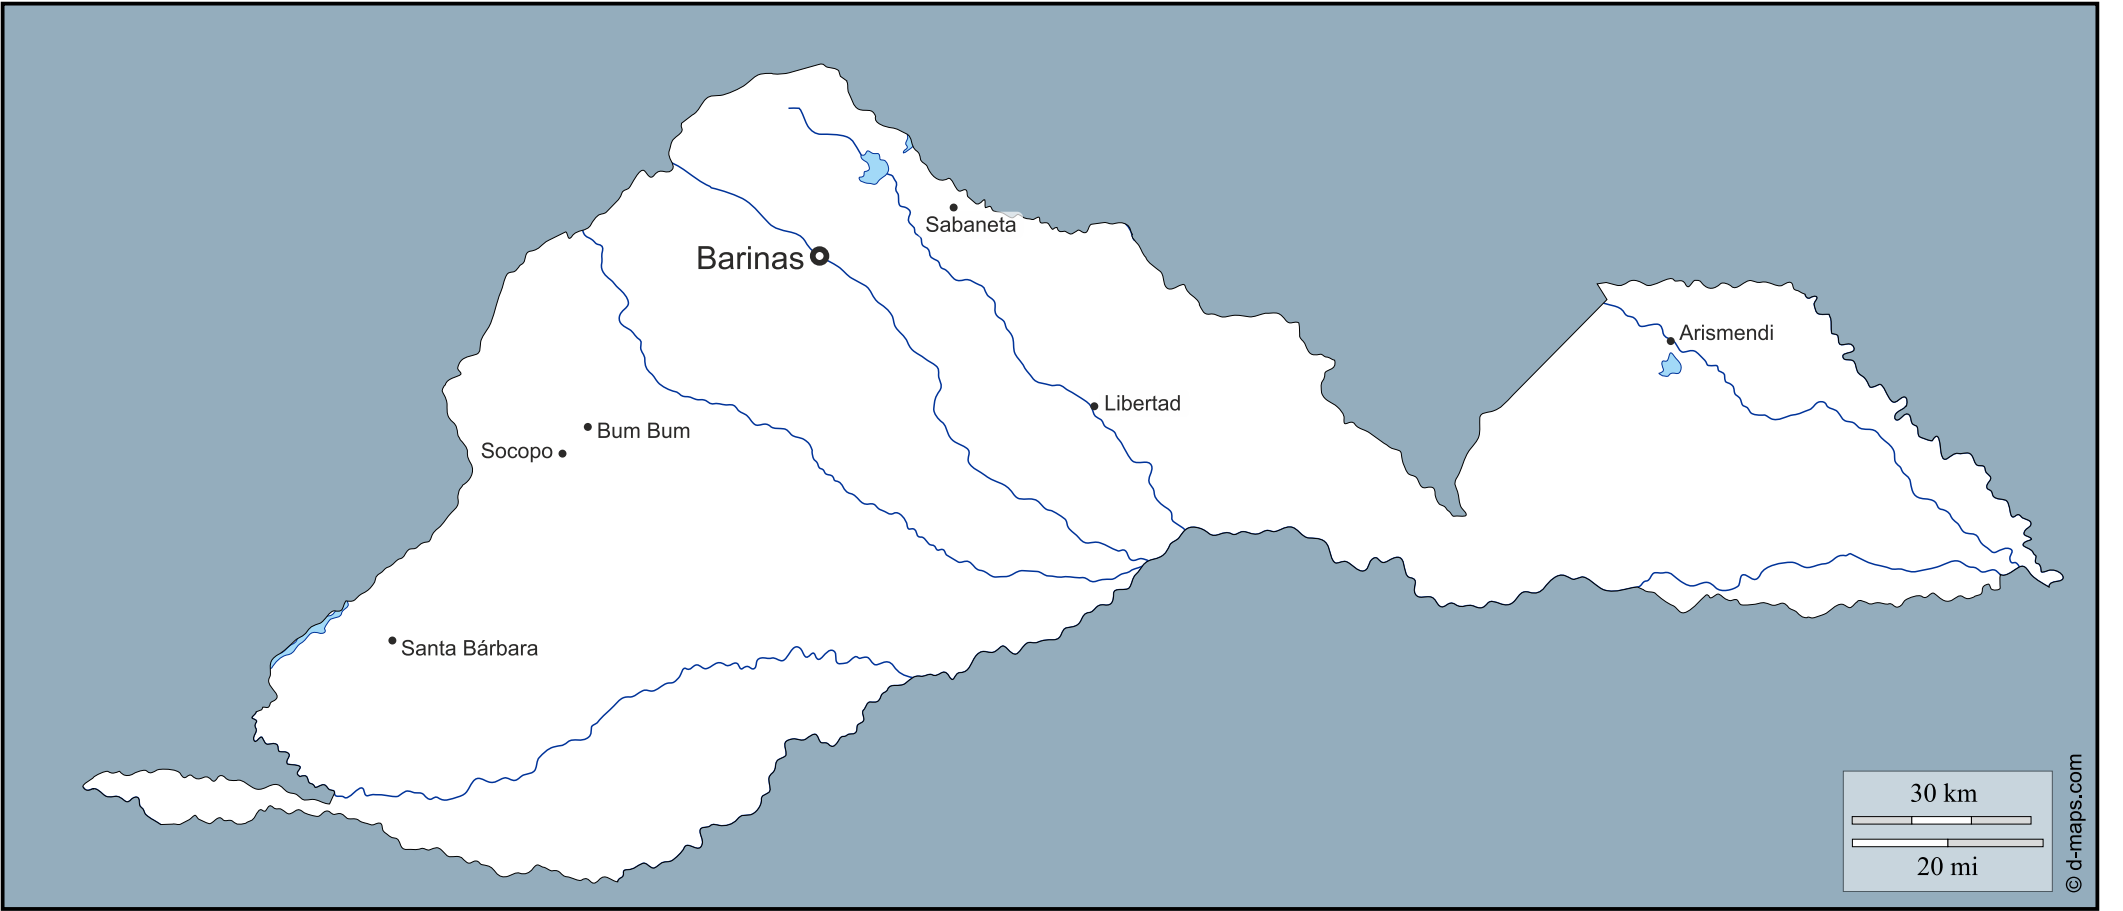 Sabaneta
Barinas
Arismendi
Libertad
Bum Bum
Socopo
Santa Bárbara
30 km
20 mi
© d-maps.com